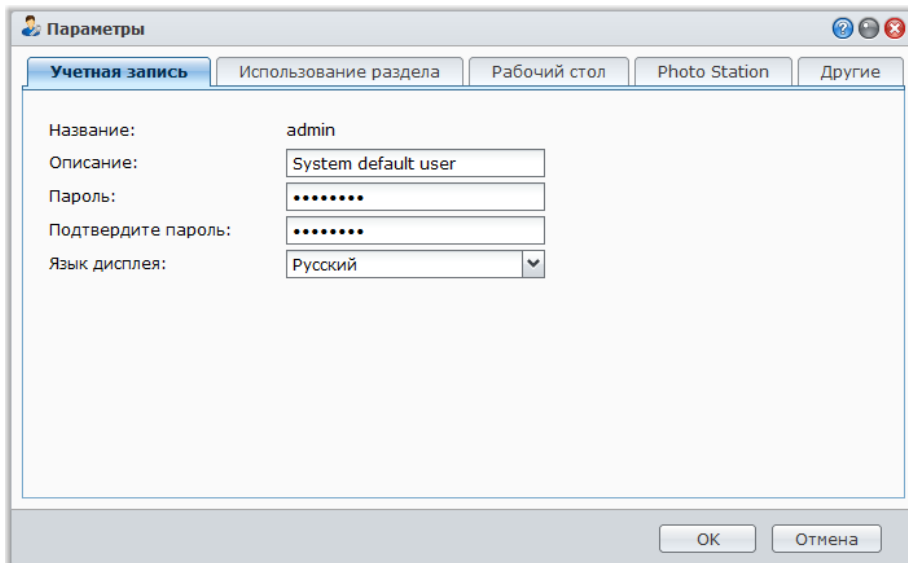 Параметры
Учетная запись Использование раздела Рабочий стол Photo Station Другие
Название: admin
Описание: System default user
Пароль: ••••••••
Подтвердите пароль: ••••••••
Язык дисплея: Русский
OK Отмена